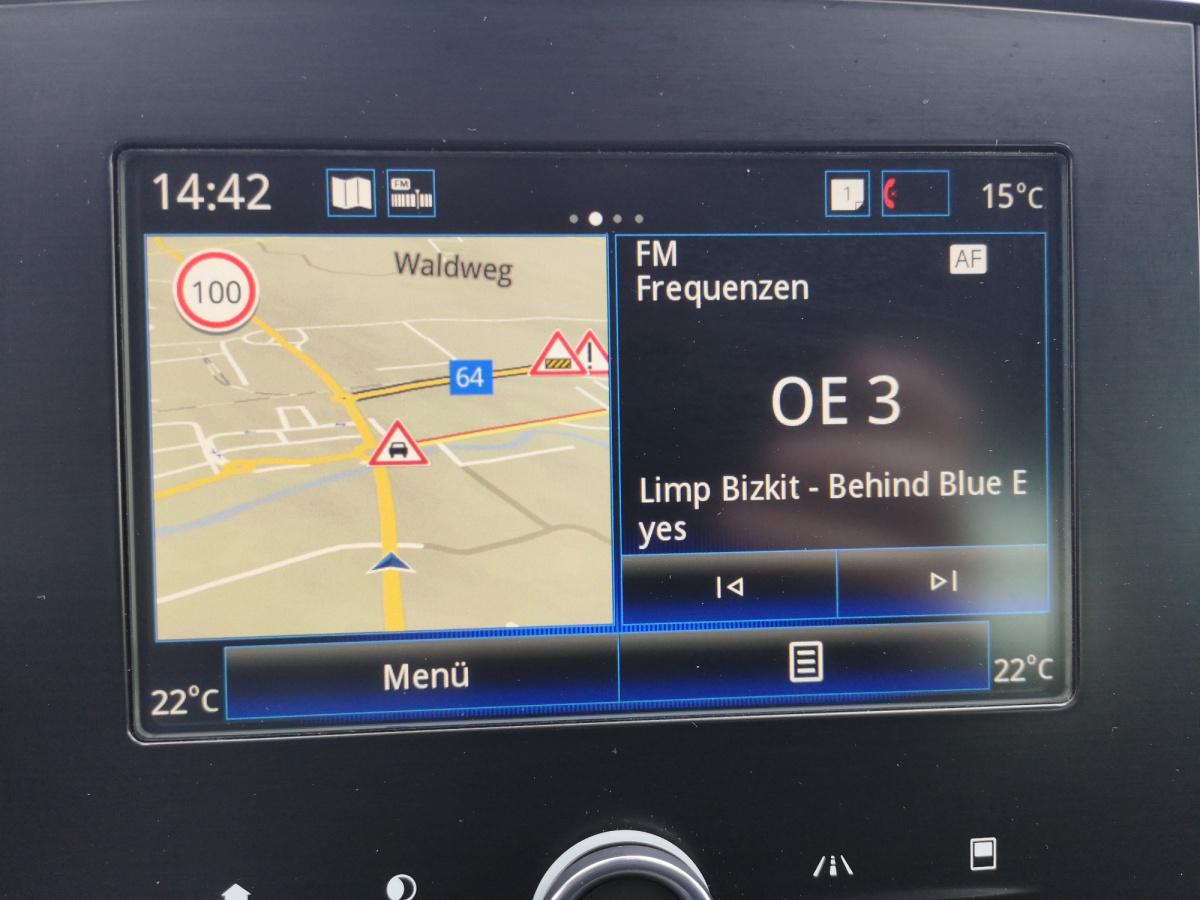 14:42
FM
1
15°C
100
Waldweg
64
FM
Frequenzen
AF
OE 3
Limp Bizkit - Behind Blue E
yes
Menü
22°C
22°C